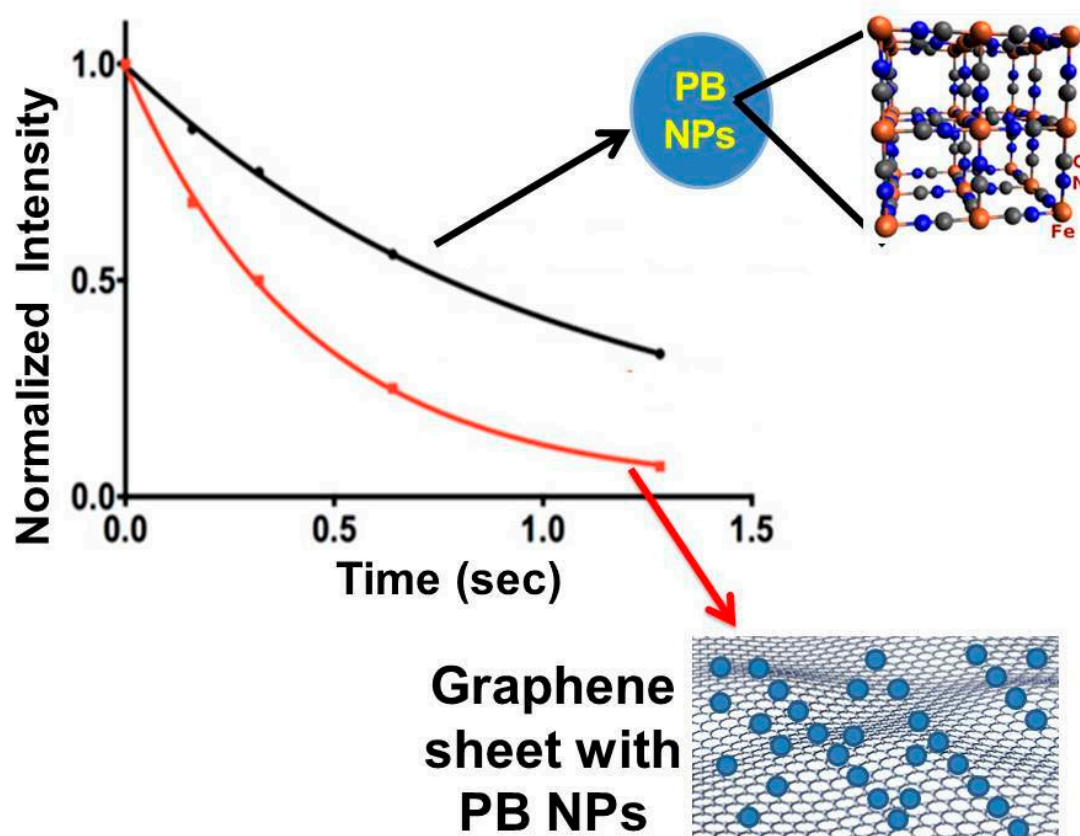 Normalized Intensity
1.0
0.5
0.0
0.0 0.5 1.0 1.5
Time (sec)
PB
NPs
N
Fe
Graphene
sheet with
PB NPs